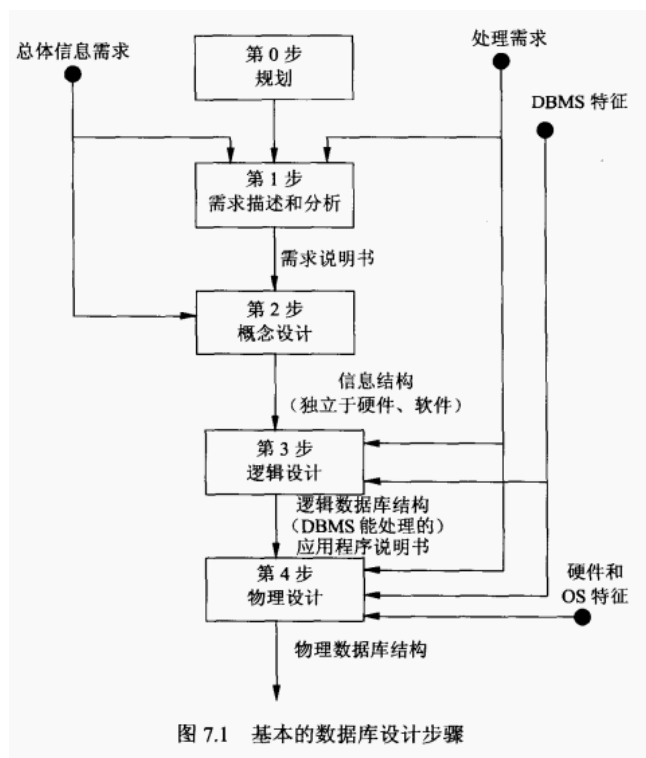 总体信息需求
第 0 步
规划
处理需求
DBMS 特征
第 1 步
需求描述和分析
需求说明书
第 2 步
概念设计
信息结构
（独立于硬件、软件）
第 3 步
逻辑设计
逻辑数据库结构
（DBMS 能处理的）
应用程序说明书
第 4 步
物理设计
硬件和
OS 特征
物理数据库结构
图 7.1 基本的数据库设计步骤